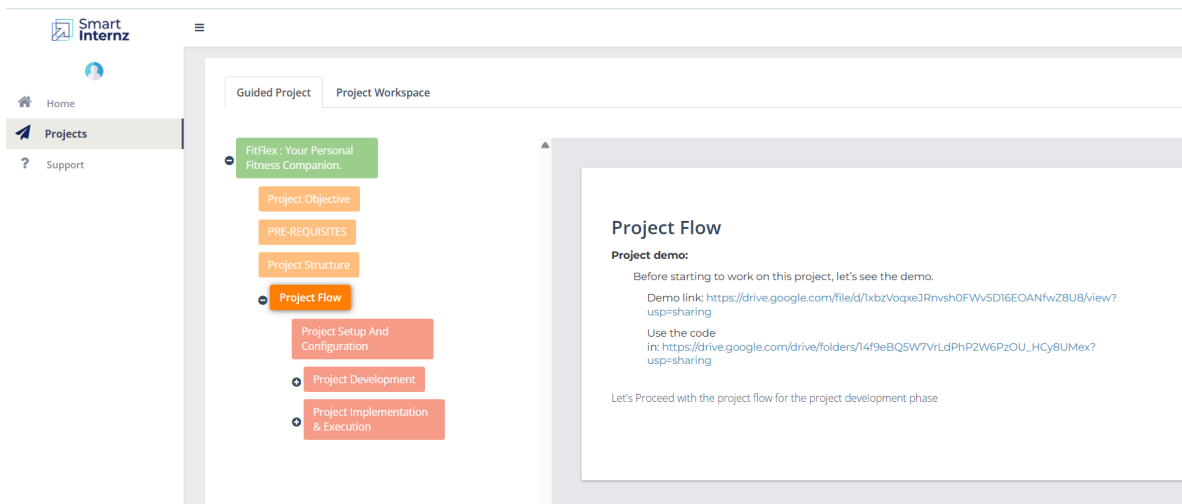 Smart
Internz
Home
Projects
Support
Guided Project
Project Workspace
FitFlex : Your Personal
Fitness Companion.
Project Objective
PRE-REQUISITES
Project Structure
Project Flow
Project Setup And
Configuration
Project Development
Project Implementation
& Execution
Project Flow
Project demo:
Before starting to work on this project, let's see the demo.
Demo link: https://drive.google.com/file/d/1xbzVoqxeJRnvsh0FWv5D16EOANfwZ8U8/view?
usp=sharing
Use the code
in: https://drive.google.com/drive/folders/14f9eBQ5W7VrLdPhP2W6PzOU_HCy8UMex?
usp=sharing
Let's Proceed with the project flow for the project development phase